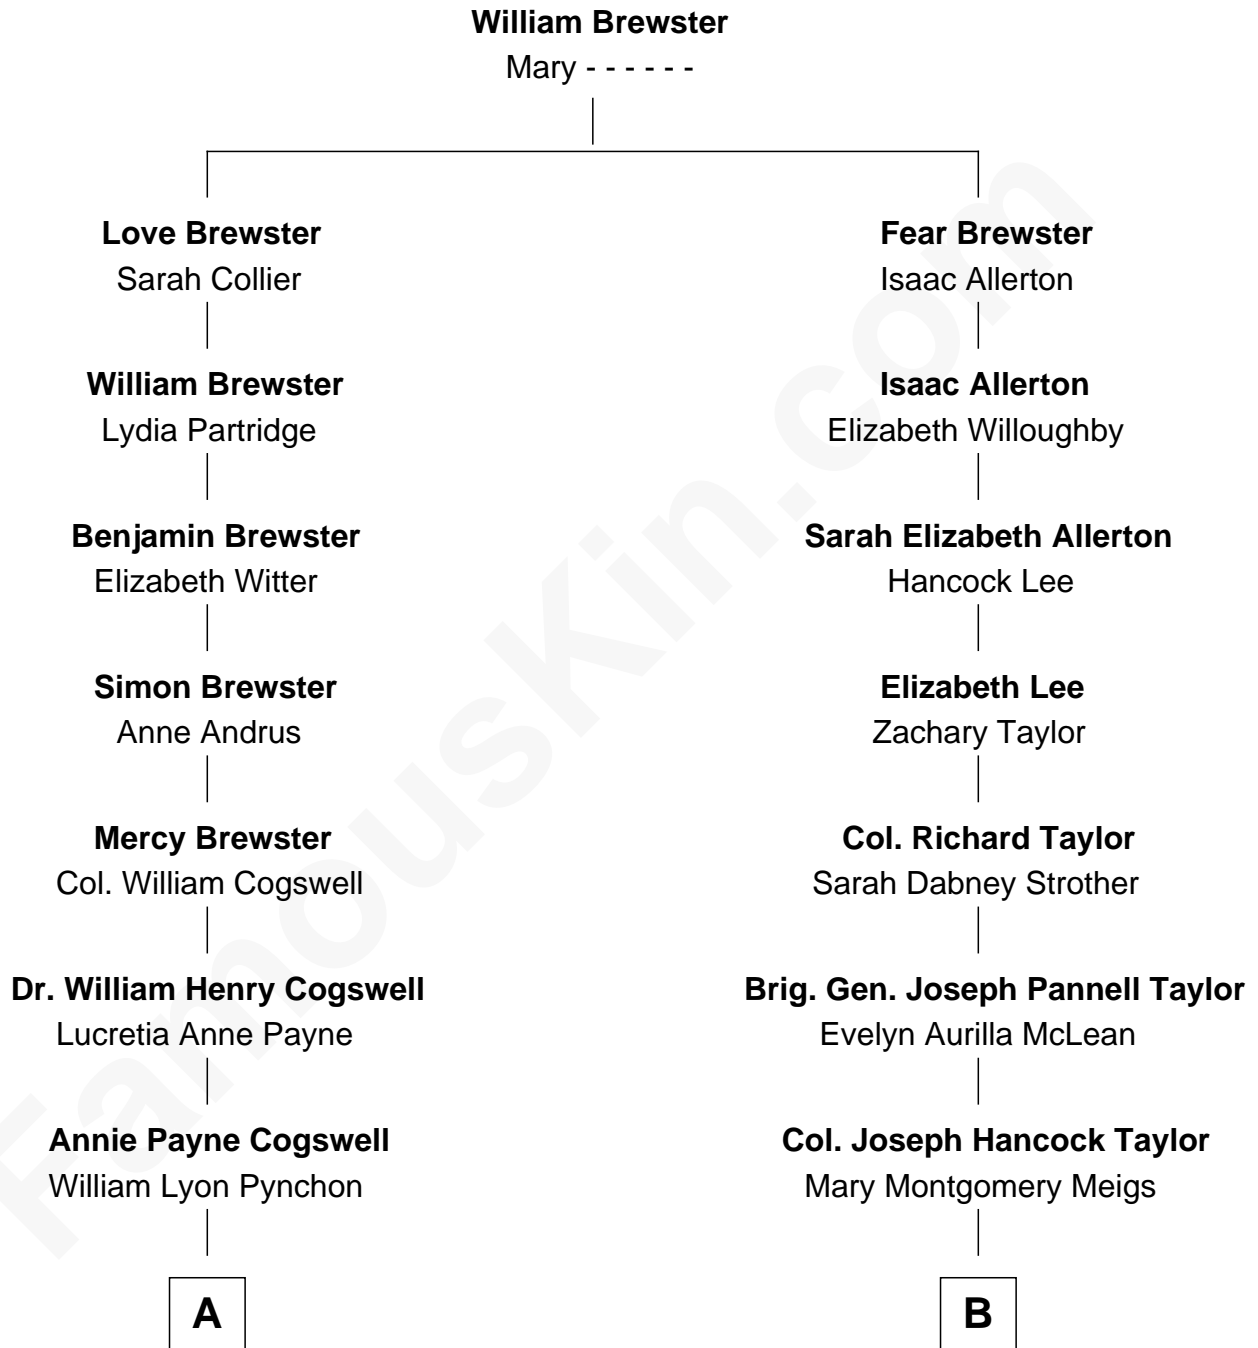 William Brewster
Mary - - - - - -
Love Brewster
Sarah Collier
William Brewster
Lydia Partridge
Benjamin Brewster
Elizabeth Witter
Simon Brewster
Anne Andrus
Mercy Brewster
Col. William Cogswell
Dr. William Henry Cogswell
Lucretia Anne Payne
Annie Payne Cogswell
William Lyon Pynchon
A
Fear Brewster
Isaac Allerton
Isaac Allerton
Elizabeth Willoughby
Sarah Elizabeth Allerton
Hancock Lee
Elizabeth Lee
Zachary Taylor
Col. Richard Taylor
Sarah Dabney Strother
Brig. Gen. Joseph Pannell Taylor
Evelyn Aurilla McLean
Col. Joseph Hancock Taylor
Mary Montgomery Meigs
B
FamousKin.com